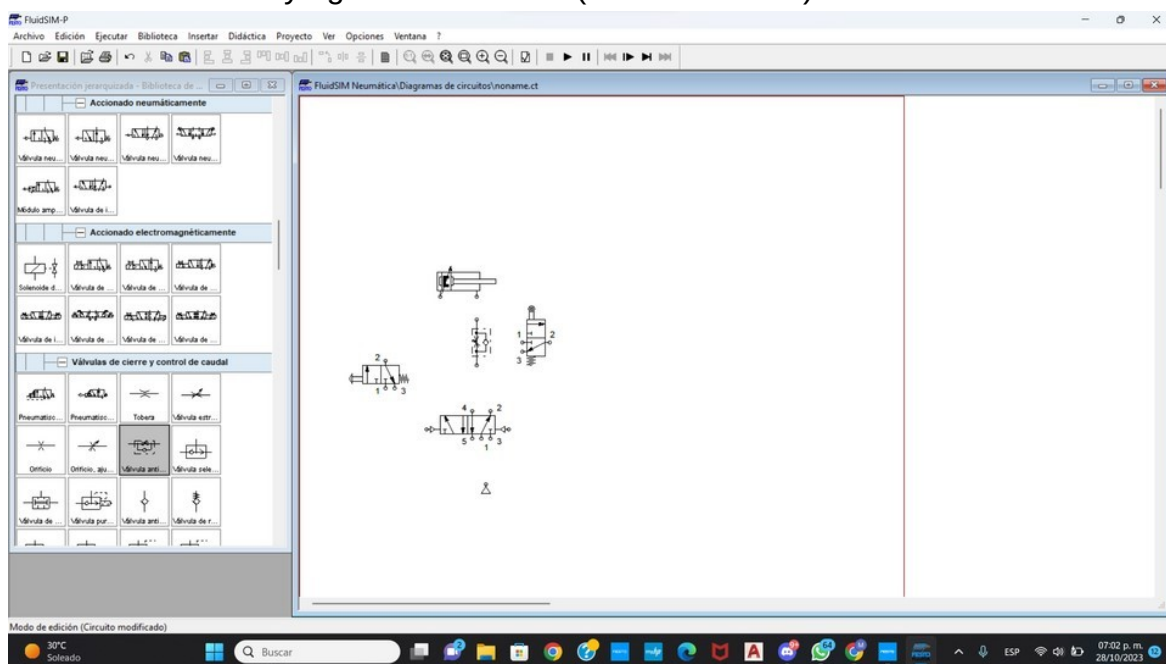 y
FluidSIM-P
Archivo Edición Ejecutar Biblioteca Insertar Didáctica Proyecto Ver Opciones Ventana ?
Presentación jerarquizada - Biblioteca de ...
FluidSIM Neumática\Diagramas de circuitos\noname.ct
Accionado neumáticamente
Válvula neu... Válvula neu... Válvula neu... Válvula neu...
Módulo amp... Válvula de i...
Accionado electromagnéticamente
Solenoide d... Válvula de ... Válvula de ... Válvula de ...
Válvula de i... Válvula de ... Válvula de ... Válvula de ...
Válvulas de cierre y control de caudal
Pneumatisc... Pneumatisc... Tobera Válvula estr...
Orificio Orificio, aju... Válvula anti... Válvula sele...
Válvula de ... Válvula pur... Válvula anti... Válvula de r...
1 2
3
2
1 3
4 2
5 3
1
Modo de edición (Circuito modificado)
30°C
Soleado
Buscar
ESP
07:02 p. m.
28/10/2023